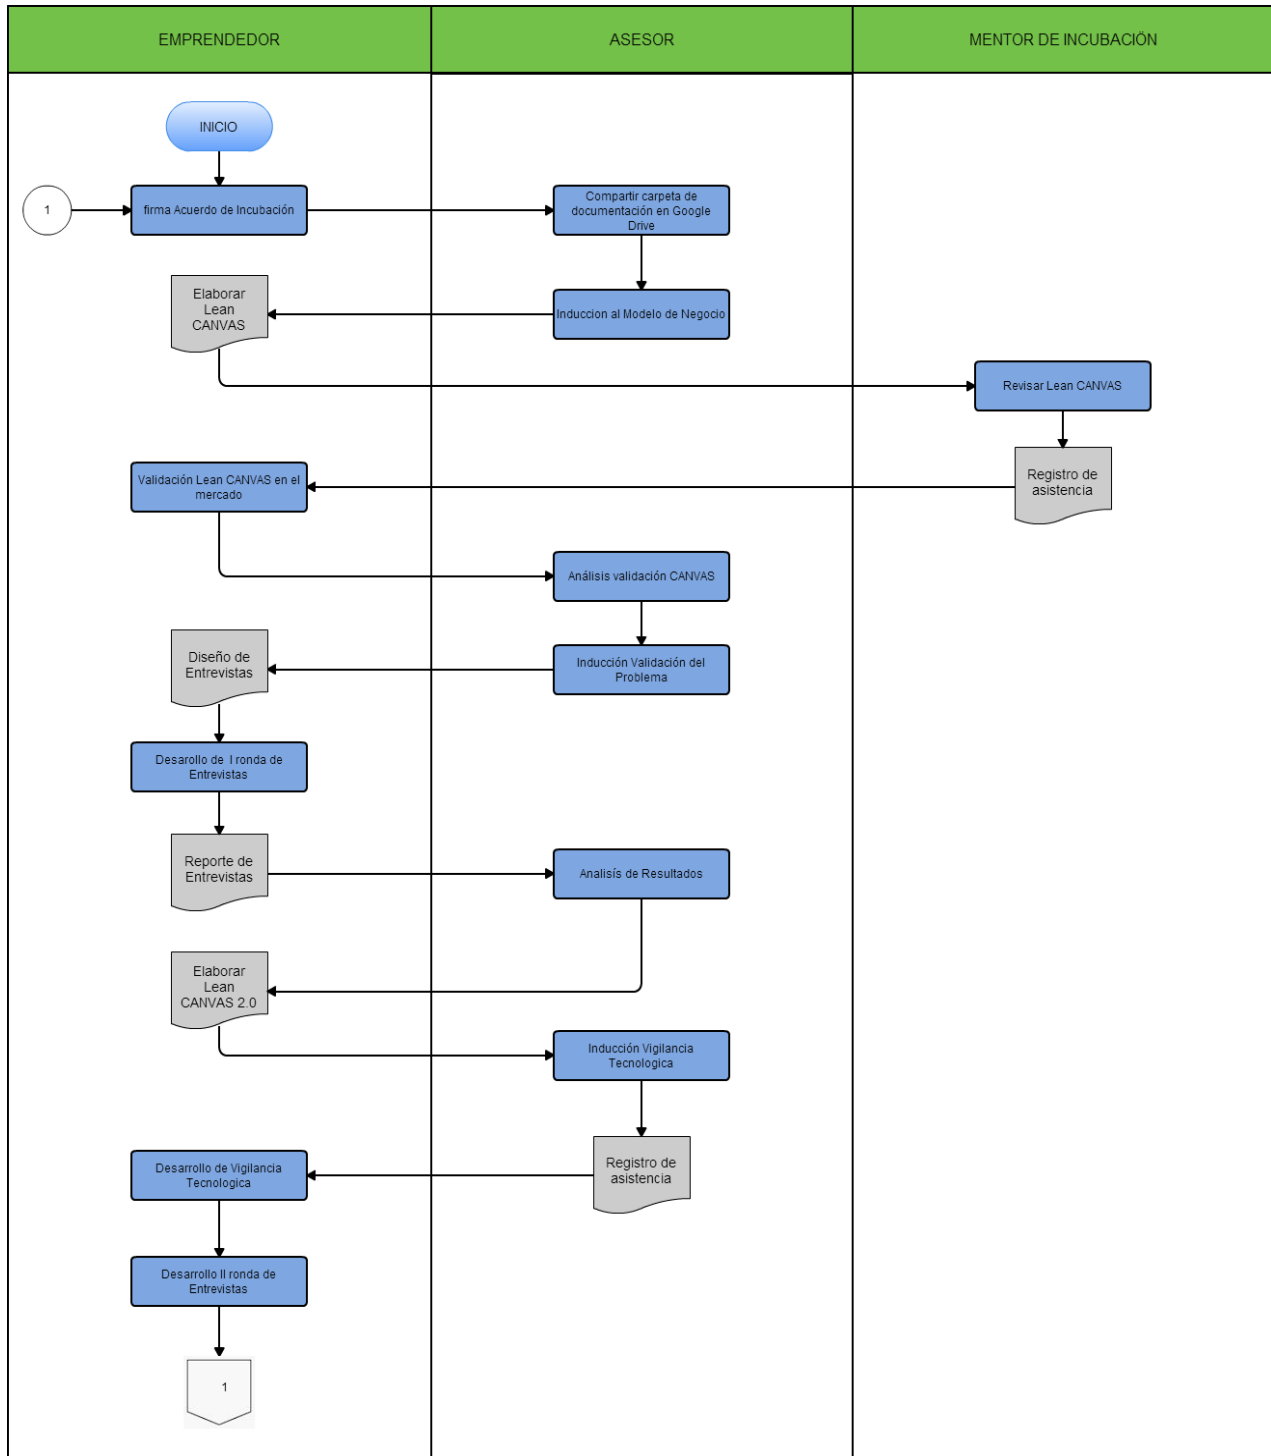 EMPRENDEDOR
ASESOR
MENTOR DE INCUBACIÖN
INICIO
1
firma Acuerdo de Incubación
Compartir carpeta de
documentación en Google
Drive
Elaborar
Lean
CANVAS
Induccion al Modelo de Negocio
Revisar Lean CANVAS
Registro de
asistencia
Validación Lean CANVAS en el
mercado
Análisis validación CANVAS
Diseño de
Entrevistas
Inducción Validación del
Problema
Desarollo de I ronda de
Entrevistas
Reporte de
Entrevistas
Analisís de Resultados
Elaborar
Lean
CANVAS 2.0
Inducción Vigilancia
Tecnologica
Registro de
asistencia
Desarrollo de Vigilancia
Tecnologica
Desarrollo II ronda de
Entrevistas
1